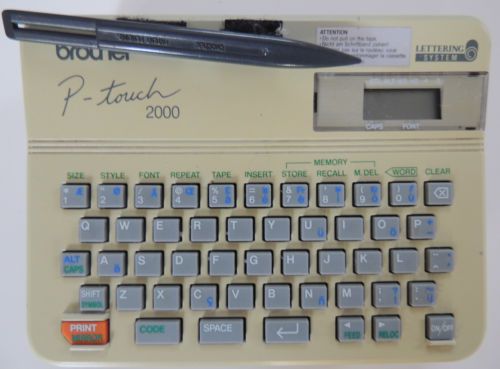 brother
ATTENTION
LETTERING
SYSTEM
P-touch
2000
CAPS FONT
MEMORY
SIZE STYLE FONT REPEAT TAPE INSERT STORE RECALL M.DEL WORD CLEAR
1 2 3 4 5 6 7 8 9 0
Q W E R T Y U I O P
ALT
CAPS A S D F G H J K L
SHIFT
SYMBOL Z X C V B N M
PRINT CODE SPACE FEED RELOC ON/OFF